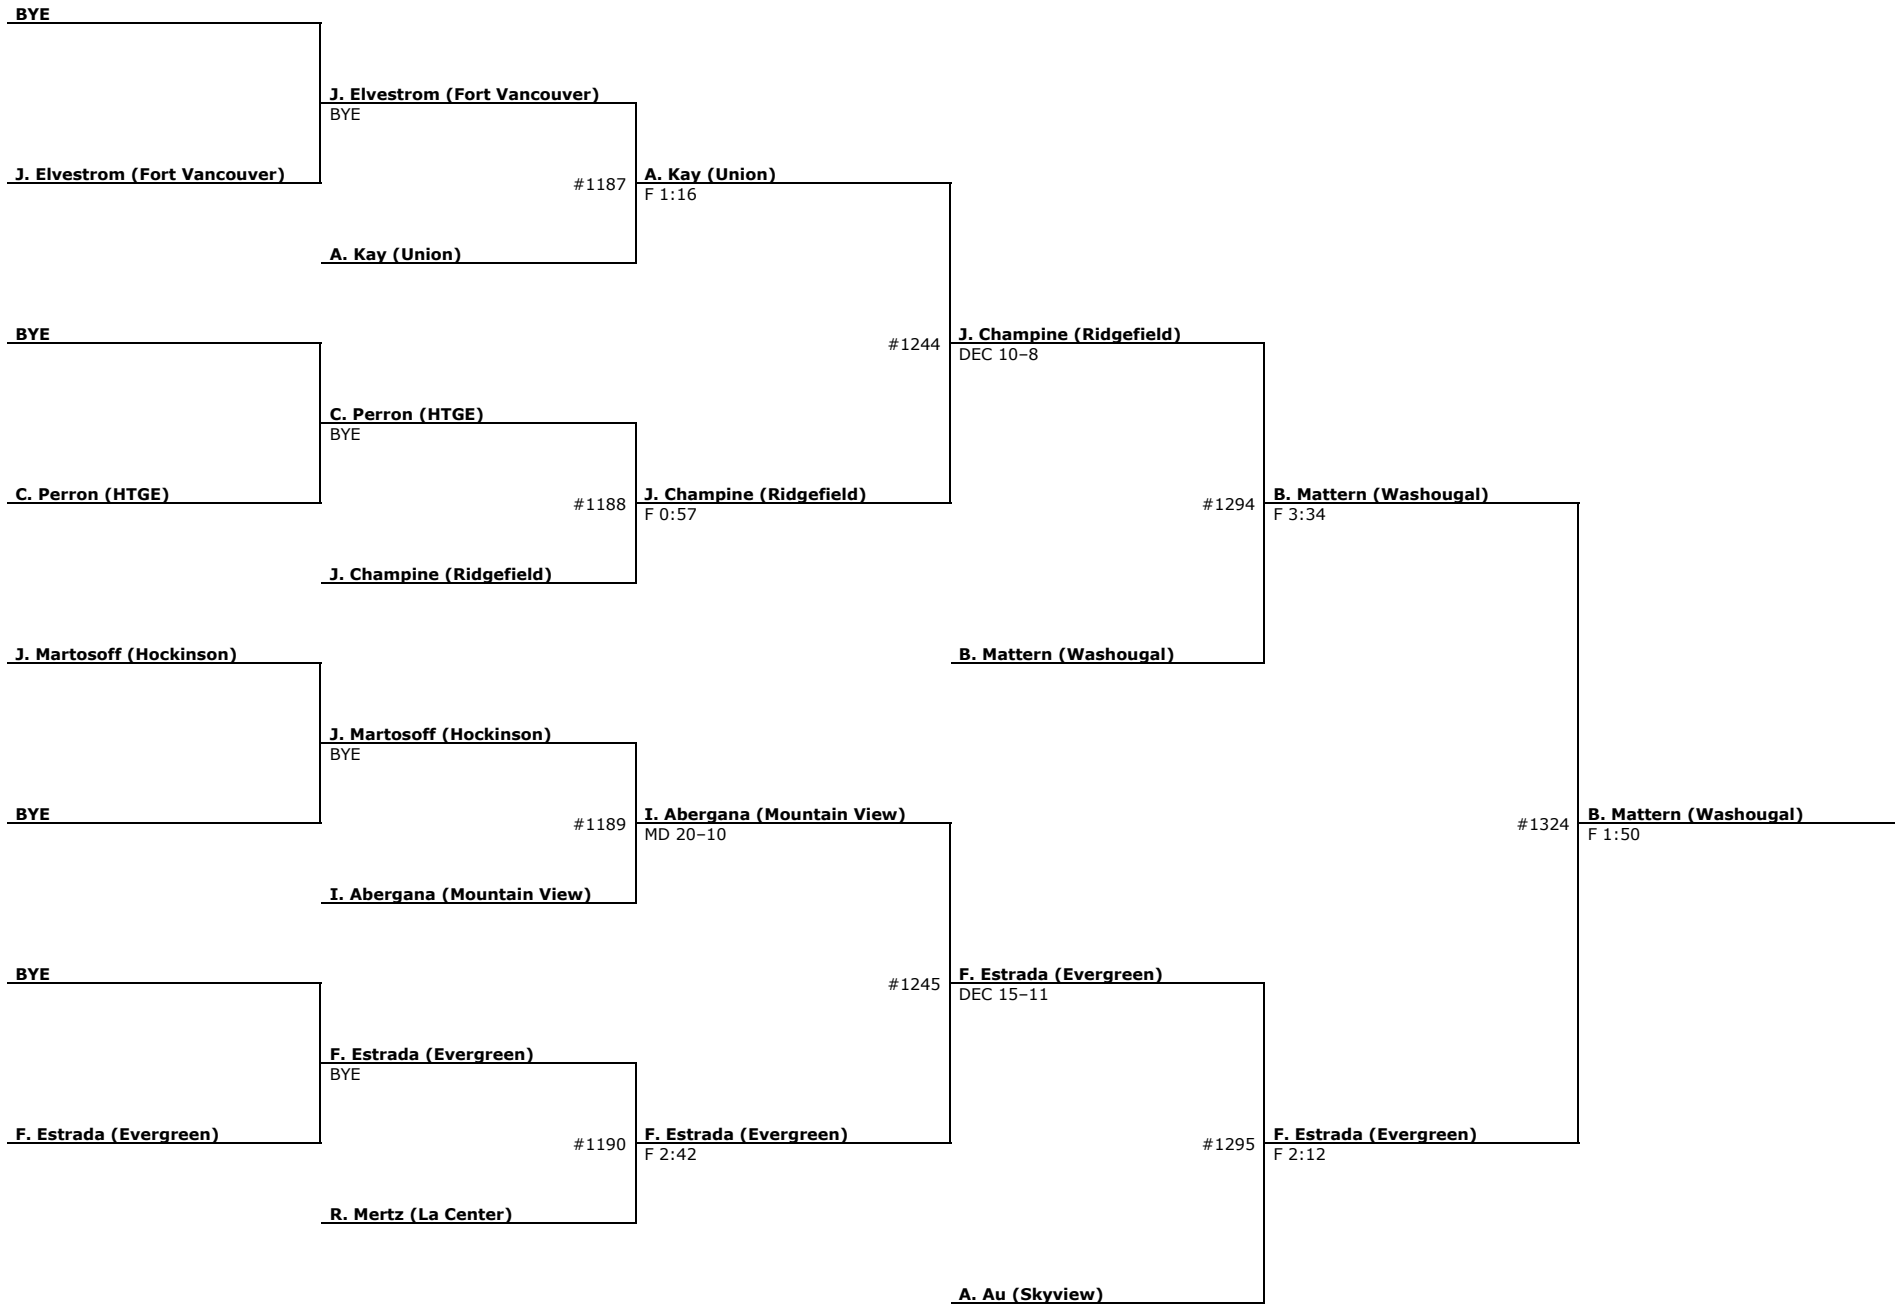 BYE
J. Elvestrom (Fort Vancouver)
BYE
J. Elvestrom (Fort Vancouver)
#1187
A. Kay (Union)
F 1:16
A. Kay (Union)
BYE
#1244
J. Champine (Ridgefield)
DEC 10–8
C. Perron (HTGE)
BYE
C. Perron (HTGE)
#1188
J. Champine (Ridgefield)
F 0:57
#1294
B. Mattern (Washougal)
F 3:34
J. Champine (Ridgefield)
J. Martosoff (Hockinson)
B. Mattern (Washougal)
J. Martosoff (Hockinson)
BYE
BYE
#1189
I. Abergana (Mountain View)
MD 20–10
#1324
B. Mattern (Washougal)
F 1:50
I. Abergana (Mountain View)
BYE
#1245
F. Estrada (Evergreen)
DEC 15–11
F. Estrada (Evergreen)
BYE
F. Estrada (Evergreen)
#1190
F. Estrada (Evergreen)
F 2:42
#1295
F. Estrada (Evergreen)
F 2:12
R. Mertz (La Center)
A. Au (Skyview)